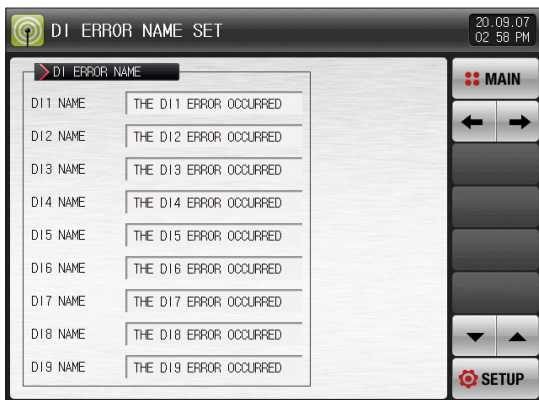 DI ERROR NAME SET
20.09.07
02 58 PM
DI ERROR NAME
DI1 NAME THE DI1 ERROR OCCURRED
DI2 NAME THE DI2 ERROR OCCURRED
DI3 NAME THE DI3 ERROR OCCURRED
DI4 NAME THE DI4 ERROR OCCURRED
DI5 NAME THE DI5 ERROR OCCURRED
DI6 NAME THE DI6 ERROR OCCURRED
DI7 NAME THE DI7 ERROR OCCURRED
DI8 NAME THE DI8 ERROR OCCURRED
DI9 NAME THE DI9 ERROR OCCURRED
MAIN
SETUP